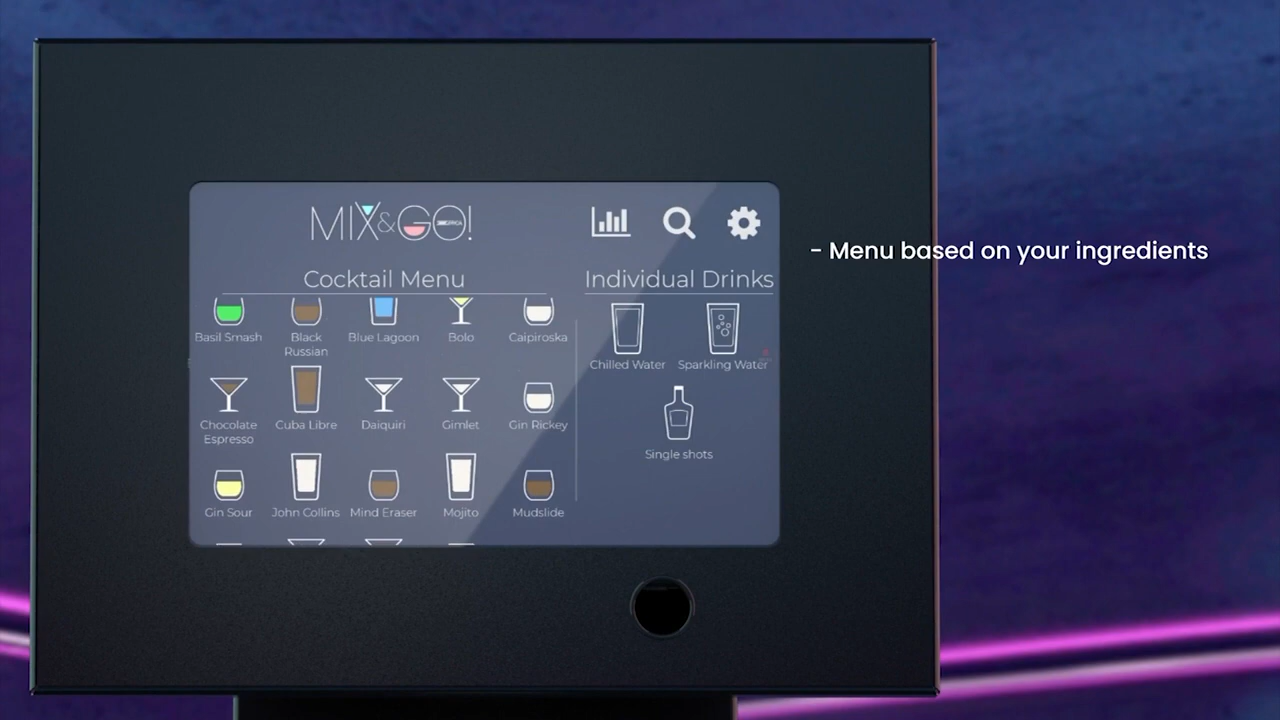 MIX&GO!
Cocktail Menu
Individual Drinks
- Menu based on your ingredients
Basil Smash
Black
Russian
Blue Lagoon
Bolo
Caipiroska
Chilled Water
Sparkling Water
Chocolate
Espresso
Cuba Libre
Daiquiri
Gimlet
Gin Rickey
Single shots
Gin Sour
John Collins
Mind Eraser
Mojito
Mudslide